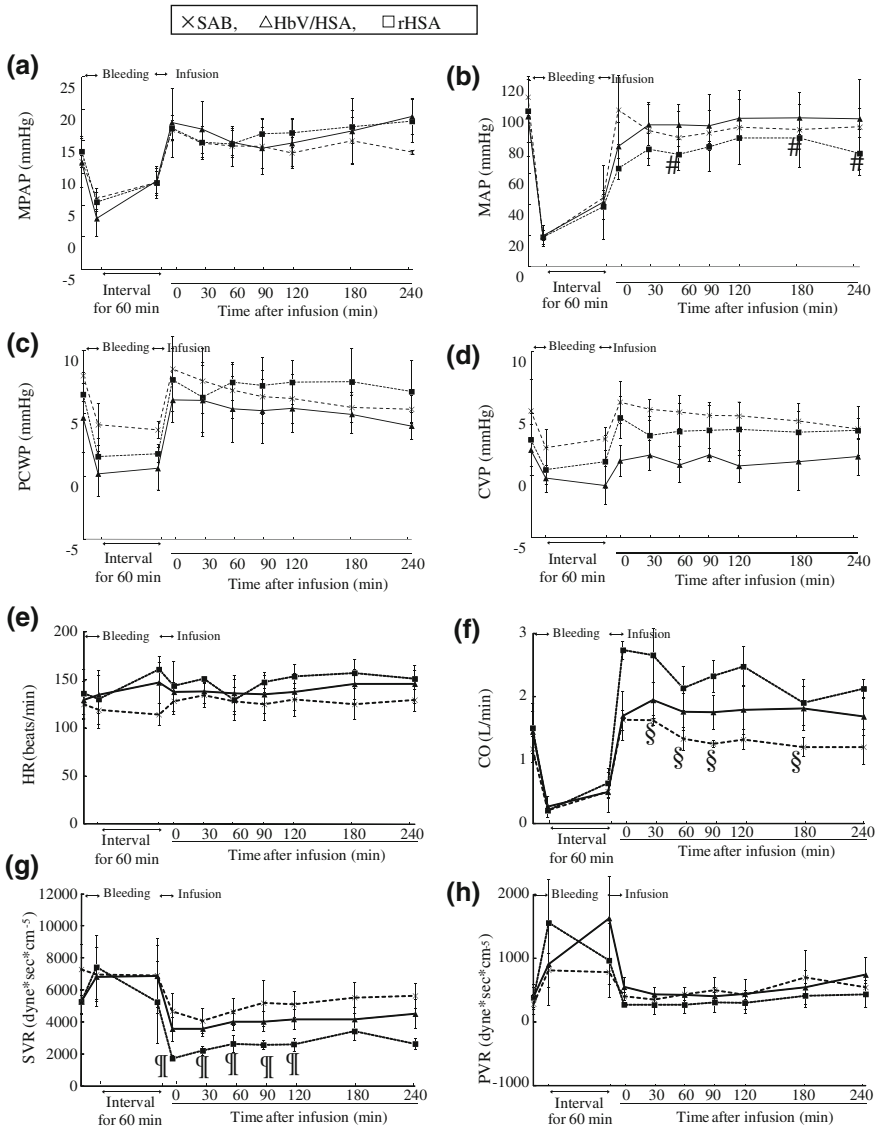 ×SAB, △HbV/HSA, □rHSA
(a)
Bleeding Infusion
25
20
15
10
5
0
-5
MPAP (mmHg)
Interval
for 60 min
0 30 60 90 120 180 240
Time after infusion (min)
(b)
Bleeding Infusion
120
100
80
60
40
20
0
MAP (mmHg)
# # #
Interval
for 60 min
0 30 60 90 120 180 240
Time after infusion (min)
(c)
Bleeding Infusion
10
5
0
-5
PCWP (mmHg)
Interval
for 60 min
0 30 60 90 120 180 240
Time after infusion (min)
(d)
Bleeding Infusion
10
5
0
-5
CVP (mmHg)
Interval
for 60 min
0 30 60 90 120 180 240
Time after infusion (min)
(e)
Bleeding Infusion
200
150
100
50
0
HR(beats/min)
Interval
for 60 min
0 30 60 90 120 180 240
Time after infusion (min)
(f)
Bleeding Infusion
3
2
1
0
CO (L/min)
§ § § §
Interval
for 60 min
0 30 60 90 120 180 240
Time after infusion (min)
(g)
Bleeding Infusion
12000
10000
8000
6000
4000
2000
0
SVR (dyne*sec*cm-5)
¶ ¶ ¶ ¶ ¶
Interval
for 60 min
0 30 60 90 120 180 240
Time after infusion (min)
(h)
Bleeding Infusion
2000
1000
0
-1000
PVR (dyne*sec*cm-5)
Interval
for 60 min
0 30 60 90 120 180 240
Time after infusion (min)